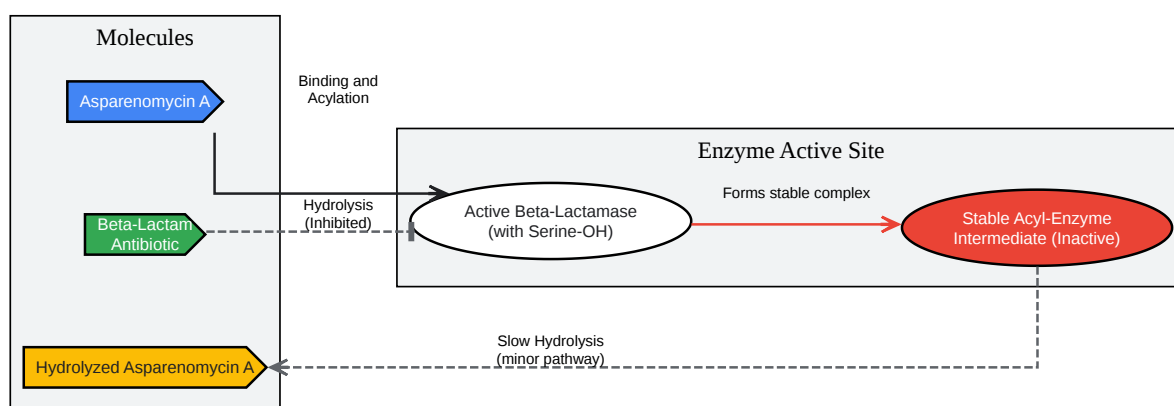 Molecules
Asparenomycin A
Binding and
Acylation
Enzyme Active Site
Beta-Lactam
Antibiotic
Hydrolysis
(Inhibited)
Active Beta-Lactamase
(with Serine-OH)
Forms stable complex
Stable Acyl-Enzyme
Intermediate (Inactive)
Slow Hydrolysis
(minor pathway)
Hydrolyzed Asparenomycin A